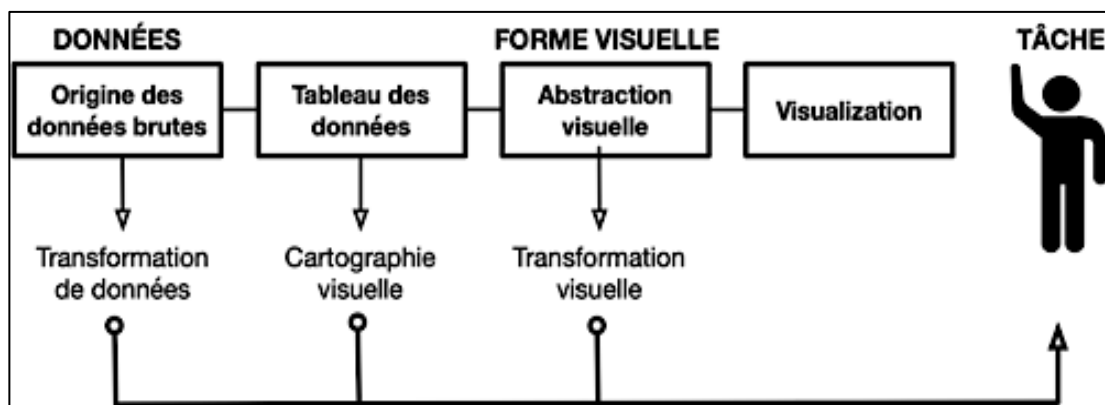 DONNÉES
FORME VISUELLE
TÂCHE
Origine des
données brutes
Tableau des
données
Abstraction
visuelle
Visualization
Transformation
de données
Cartographie
visuelle
Transformation
visuelle